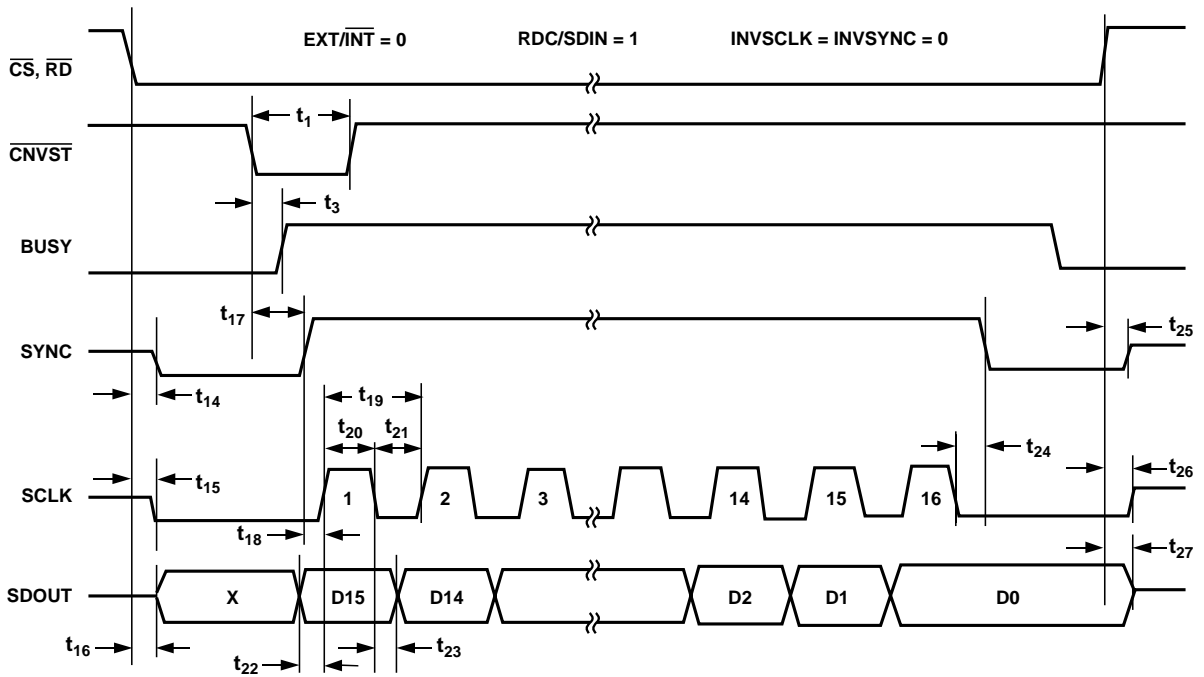 EXT/INT = 0 RDC/SDIN = 1 INVSCLK = INVSYNC = 0
CS, RD
t1
CNVST
t3
BUSY
t17
t25
SYNC
t14
t19
t20 t21
t24
t15
t26
SCLK
1 2 3 14 15 16
t18
t27
SDOUT
X D15 D14 D2 D1 D0
t16
t22
t23